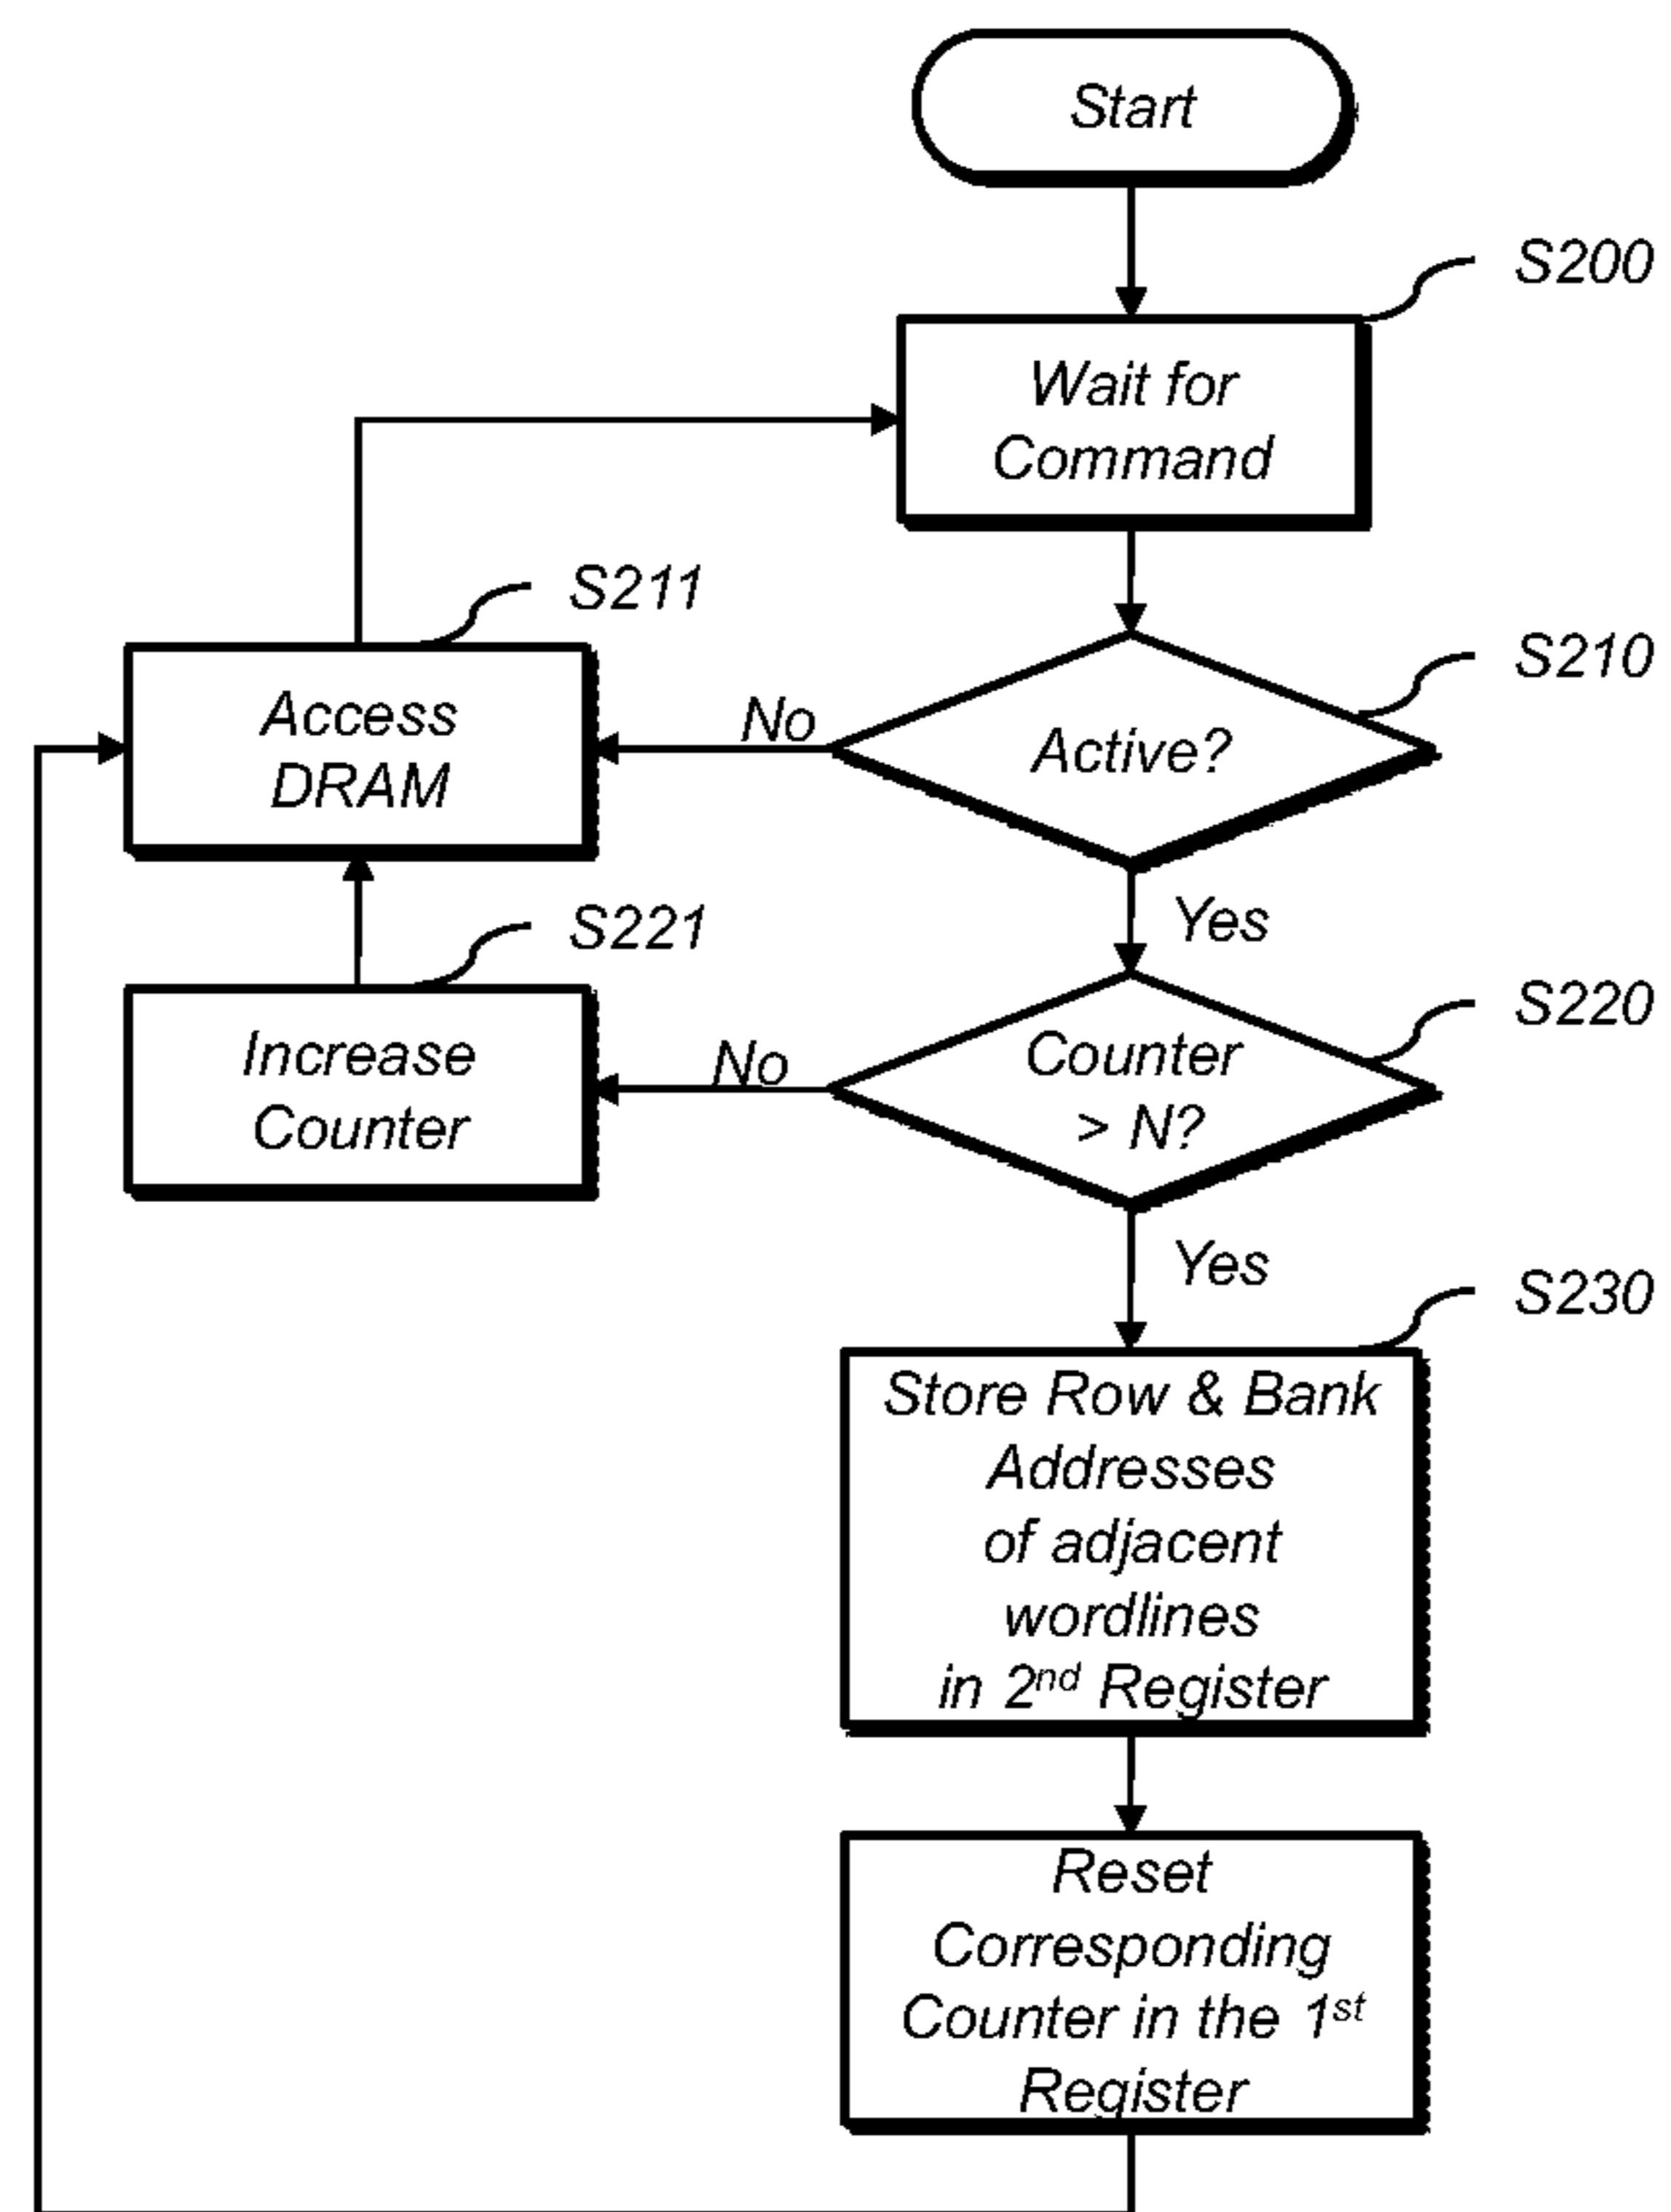 Start
S200
Wait for
Command
S211
Access
DRAM
No
Active?
S210
Yes
S221
Increase
Counter
No
Counter
> N?
S220
Yes
S230
Store Row & Bank
Addresses
of adjacent
wordlines
in 2nd Register
Reset
Corresponding
Counter in the 1st
Register